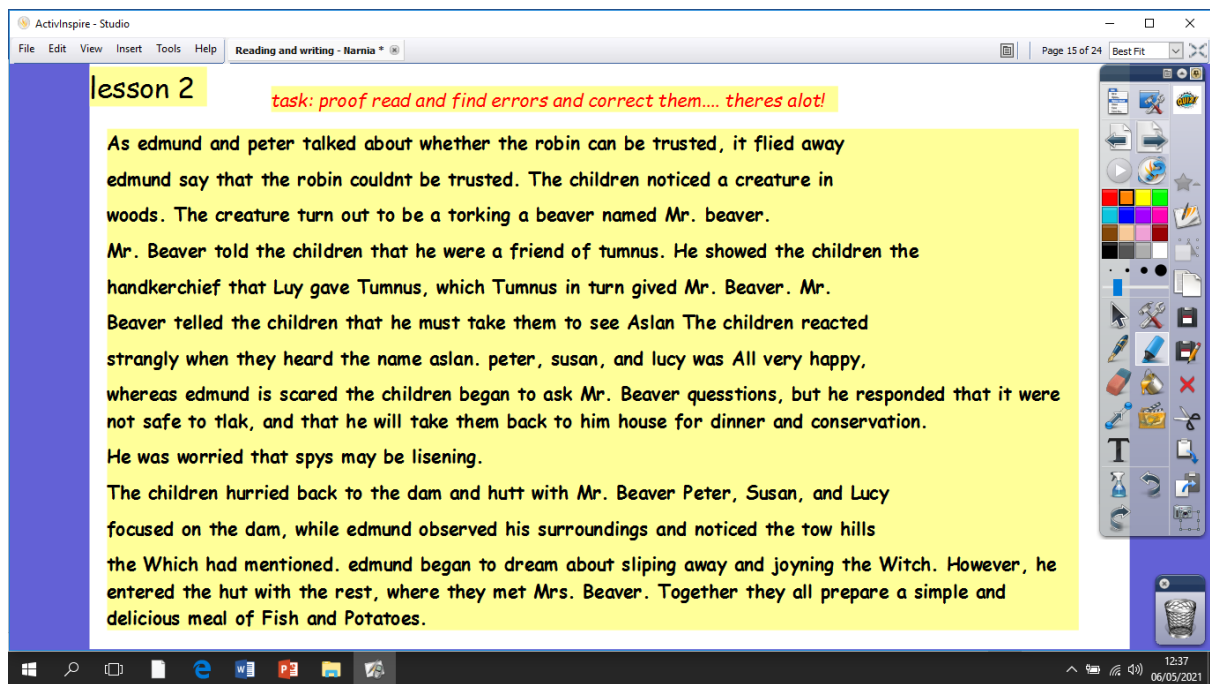 ActivInspire - Studio
File Edit View Insert Tools Help Reading and writing - Narnia * Page 15 of 24 Best Fit
lesson 2
task: proof read and find errors and correct them.... theres alot!
As edmund and peter talked about whether the robin can be trusted, it flied away
edmund say that the robin couldnt be trusted. The children noticed a creature in
woods. The creature turn out to be a torking a beaver named Mr. beaver.
Mr. Beaver told the children that he were a friend of tumnus. He showed the children the
handkerchief that Luy gave Tumnus, which Tumnus in turn gived Mr. Beaver. Mr.
Beaver telled the children that he must take them to see Aslan The children reacted
strangly when they heard the name aslan. peter, susan, and lucy was All very happy,
whereas edmund is scared the children began to ask Mr. Beaver quesstions, but he responded that it were
not safe to tlak, and that he will take them back to him house for dinner and conservation.
He was worried that spys may be lisening.
The children hurried back to the dam and hutt with Mr. Beaver Peter, Susan, and Lucy
focused on the dam, while edmund observed his surroundings and noticed the tow hills
the Which had mentioned. edmund began to dream about sliping away and joyning the Witch. However, he
entered the hut with the rest, where they met Mrs. Beaver. Together they all prepare a simple and
delicious meal of Fish and Potatoes.
12:37
06/05/2021